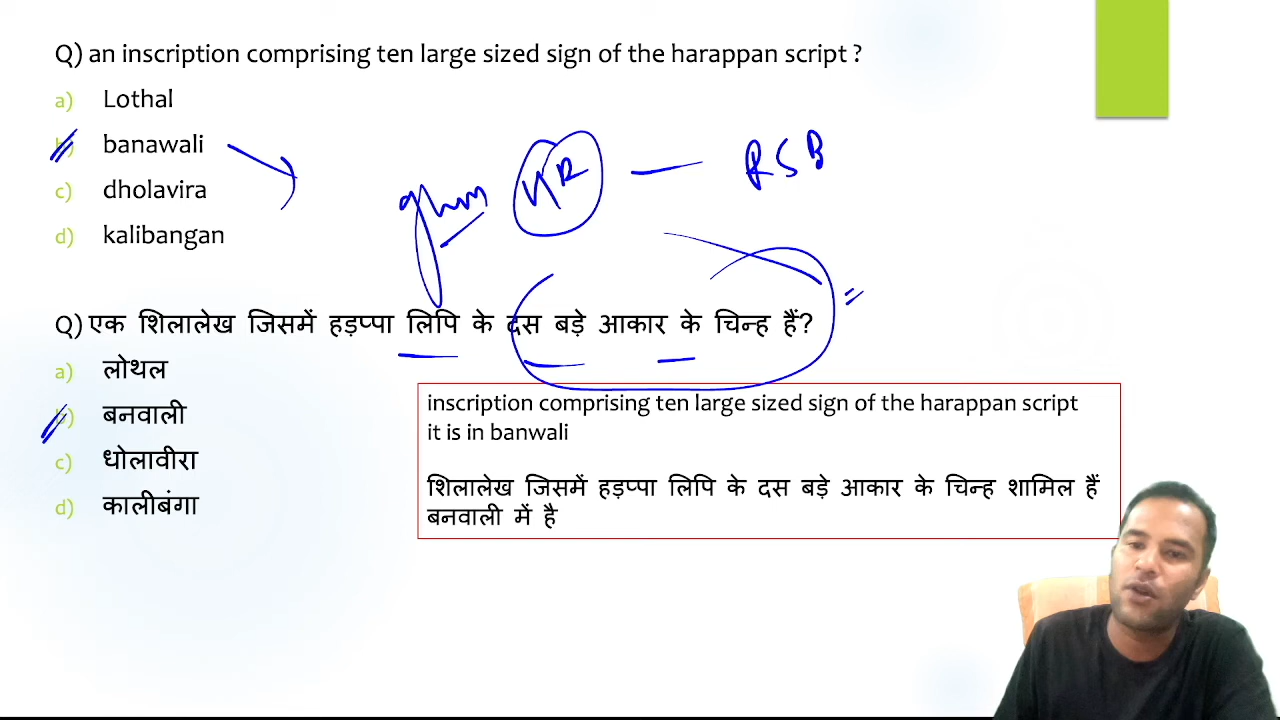 Q) an inscription comprising ten large sized sign of the harappan script ?
a) Lothal
b) banawali
c) dholavira
d) kalibangan
HR — RSB
Q) एक शिलालेख जिसमें हड़प्पा लिपि के दस बड़े आकार के चिन्ह हैं?
a) लोथल
b) बनवाली
c) धोलावीरा
d) कालीबंगा
inscription comprising ten large sized sign of the harappan script
it is in banwali
शिलालेख जिसमें हड़प्पा लिपि के दस बड़े आकार के चिन्ह शामिल हैं
बनवाली में है